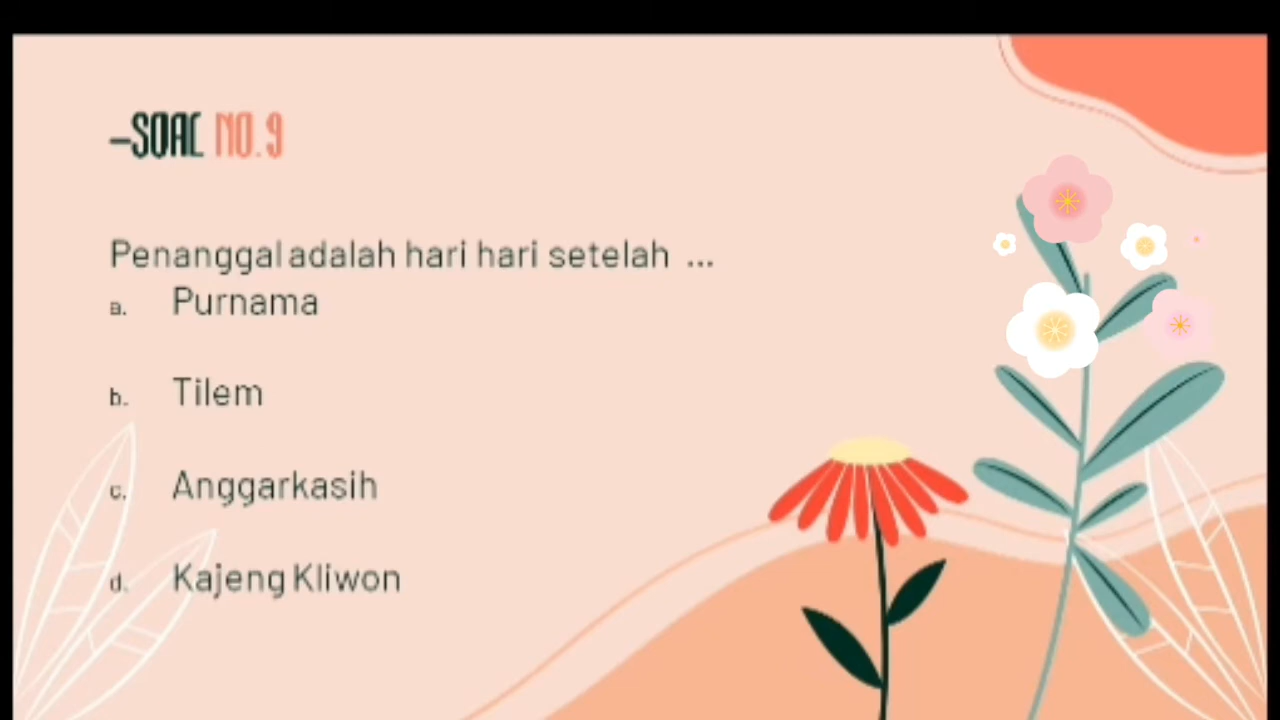 –SOAL NO.9
Penanggal adalah hari hari setelah ...
a. Purnama
b. Tilem
c. Anggarkasih
d. Kajeng Kliwon